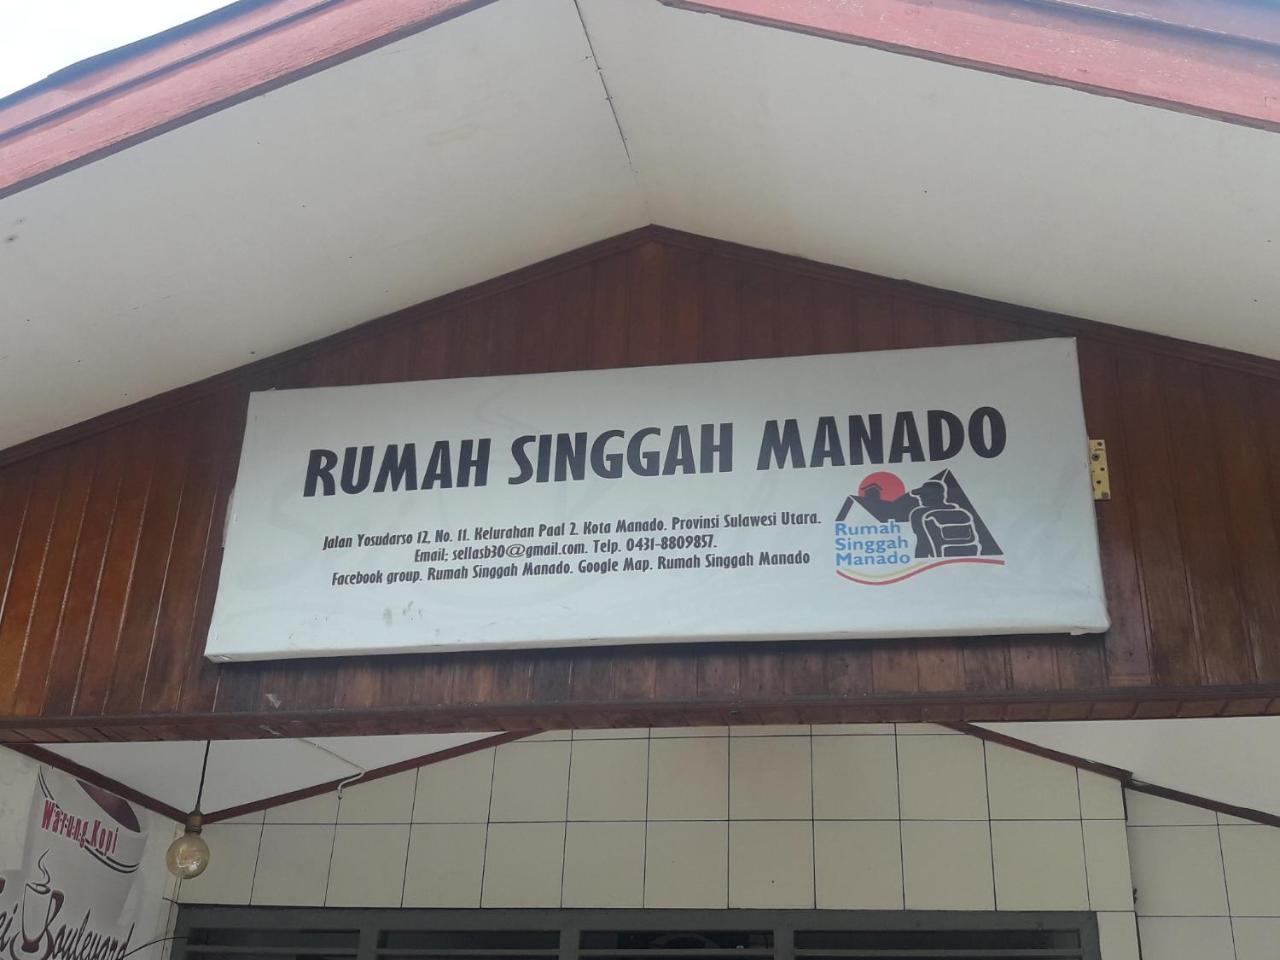 RUMAH SINGGAH MANADO
Jalan Yosudarso 12, No. 11. Kelurahan Paal 2. Kota Manado. Provinsi Sulawesi Utara.
Email; sellasb30@gmail.com. Telp. 0431-8809857.
Facebook group. Rumah Singgah Manado. Google Map. Rumah Singgah Manado
Rumah
Singgah
Manado
Warung Kopi
Boulevard